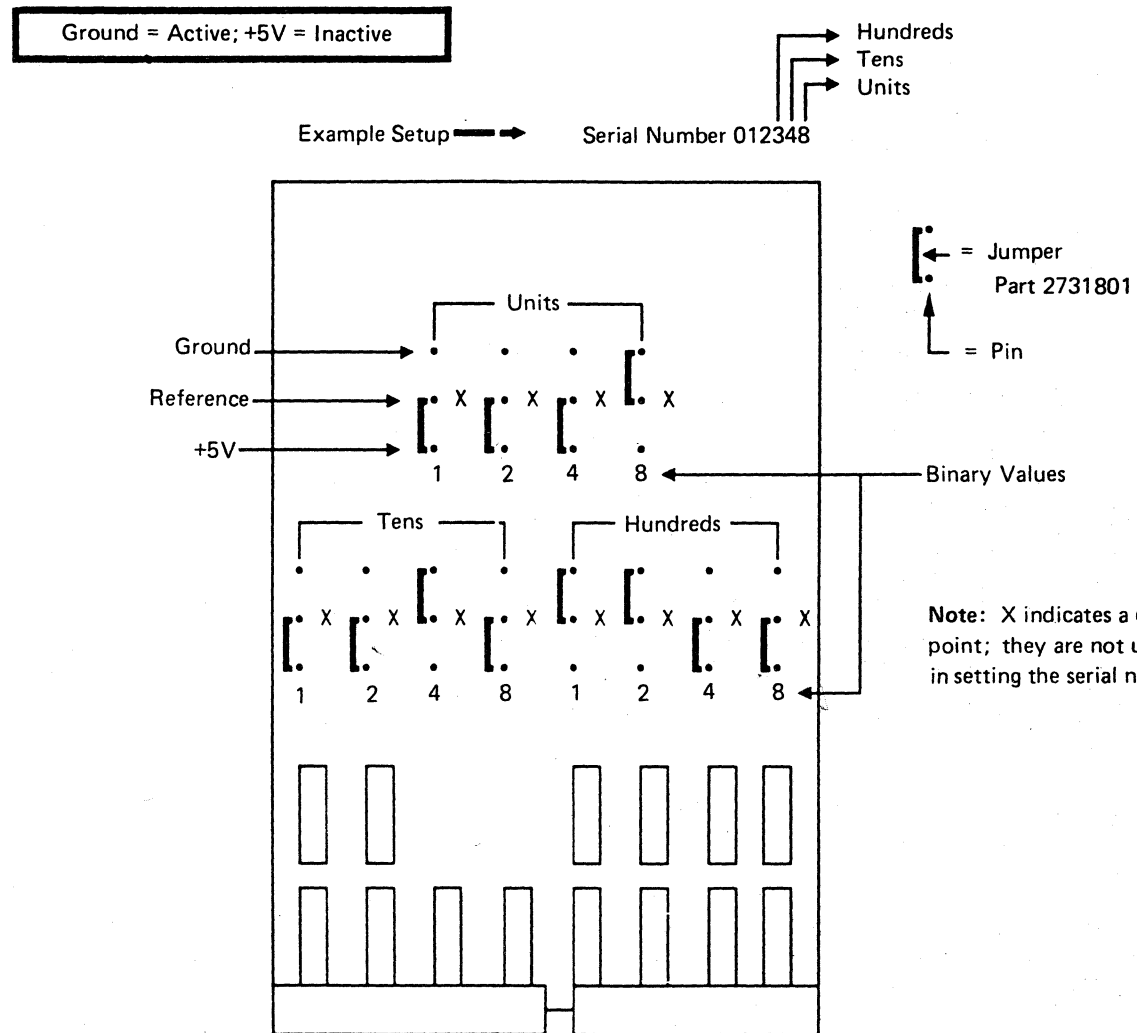 Ground = Active; +5V = Inactive
Hundreds
Tens
Units
Example Setup
Serial Number 012348
= Jumper
Part 2731801
= Pin
Units
Ground
Reference
+5V
X X X X
1 2 4 8
Binary Values
Tens
Hundreds
X X X X X X X X
1 2 4 8 1 2 4 8
Note: X indicates a
point; they are not
in setting the serial